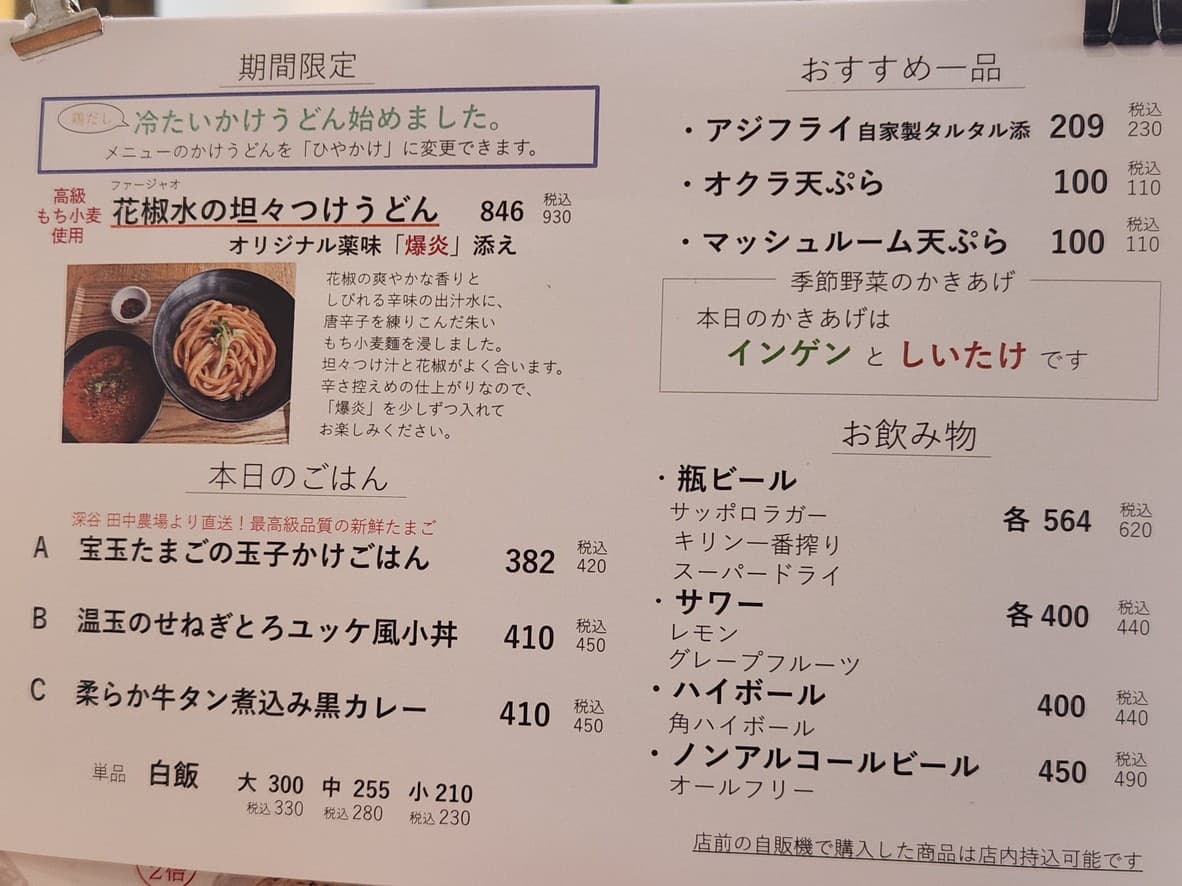 期間限定
鶏だし
冷たいかけうどん始めました。
メニューのかけうどんを「ひやかけ」に変更できます。
高級
もち小麦
使用
ファージャオ
花椒水の坦々つけうどん 846 税込 930
オリジナル薬味「爆炎」添え
花椒の爽やかな香りと
しびれる辛味の出汁水に、
唐辛子を練りこんだ朱い
もち小麦麺を浸しました。
坦々つけ汁と花椒がよく合います。
辛さ控えめの仕上がりなので、
「爆炎」を少しずつ入れて
お楽しみください。
本日のごはん
深谷 田中農場より直送！最高級品質の新鮮たまご
A 宝玉たまごの玉子かけごはん 382 税込 420
B 温玉のせねぎとろユッケ風小丼 410 税込 450
C 柔らか牛タン煮込み黒カレー 410 税込 450
単品 白飯 大 300 中 255 小 210
税込 330 税込 280 税込 230
おすすめ一品
・アジフライ自家製タルタル添 209 税込 230
・オクラ天ぷら 100 税込 110
・マッシュルーム天ぷら 100 税込 110
季節野菜のかきあげ
本日のかきあげは
インゲン と しいたけ です
お飲み物
・瓶ビール
サッポロラガー
キリン一番搾り
スーパードライ
各 564 税込 620
・サワー
レモン
グレープフルーツ
各 400 税込 440
・ハイボール
角ハイボール
400 税込 440
・ノンアルコールビール
オールフリー
450 税込 490
店前の自販機で購入した商品は店内持込可能です
2倍